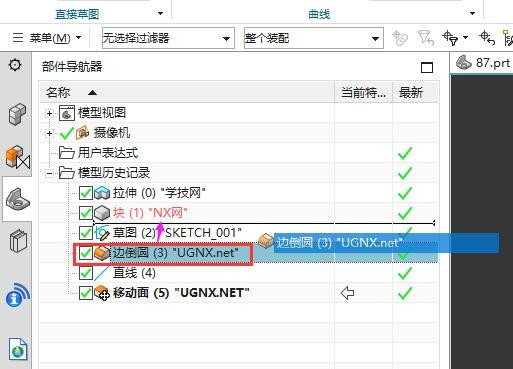 直接草图 曲线
菜单(M) 无选择过滤器 整个装配
部件导航器 87.prt
名称 当前特... 最新
模型视图
摄像机
用户表达式
模型历史记录
拉伸 (0) "学技网"
块 (1) "NX网"
草图 (2) "SKETCH_001"
边倒圆 (3) "UGNX.net" 边倒圆 (3) "UGNX.net"
直线 (4)
移动面 (5) "UGNX.NET"